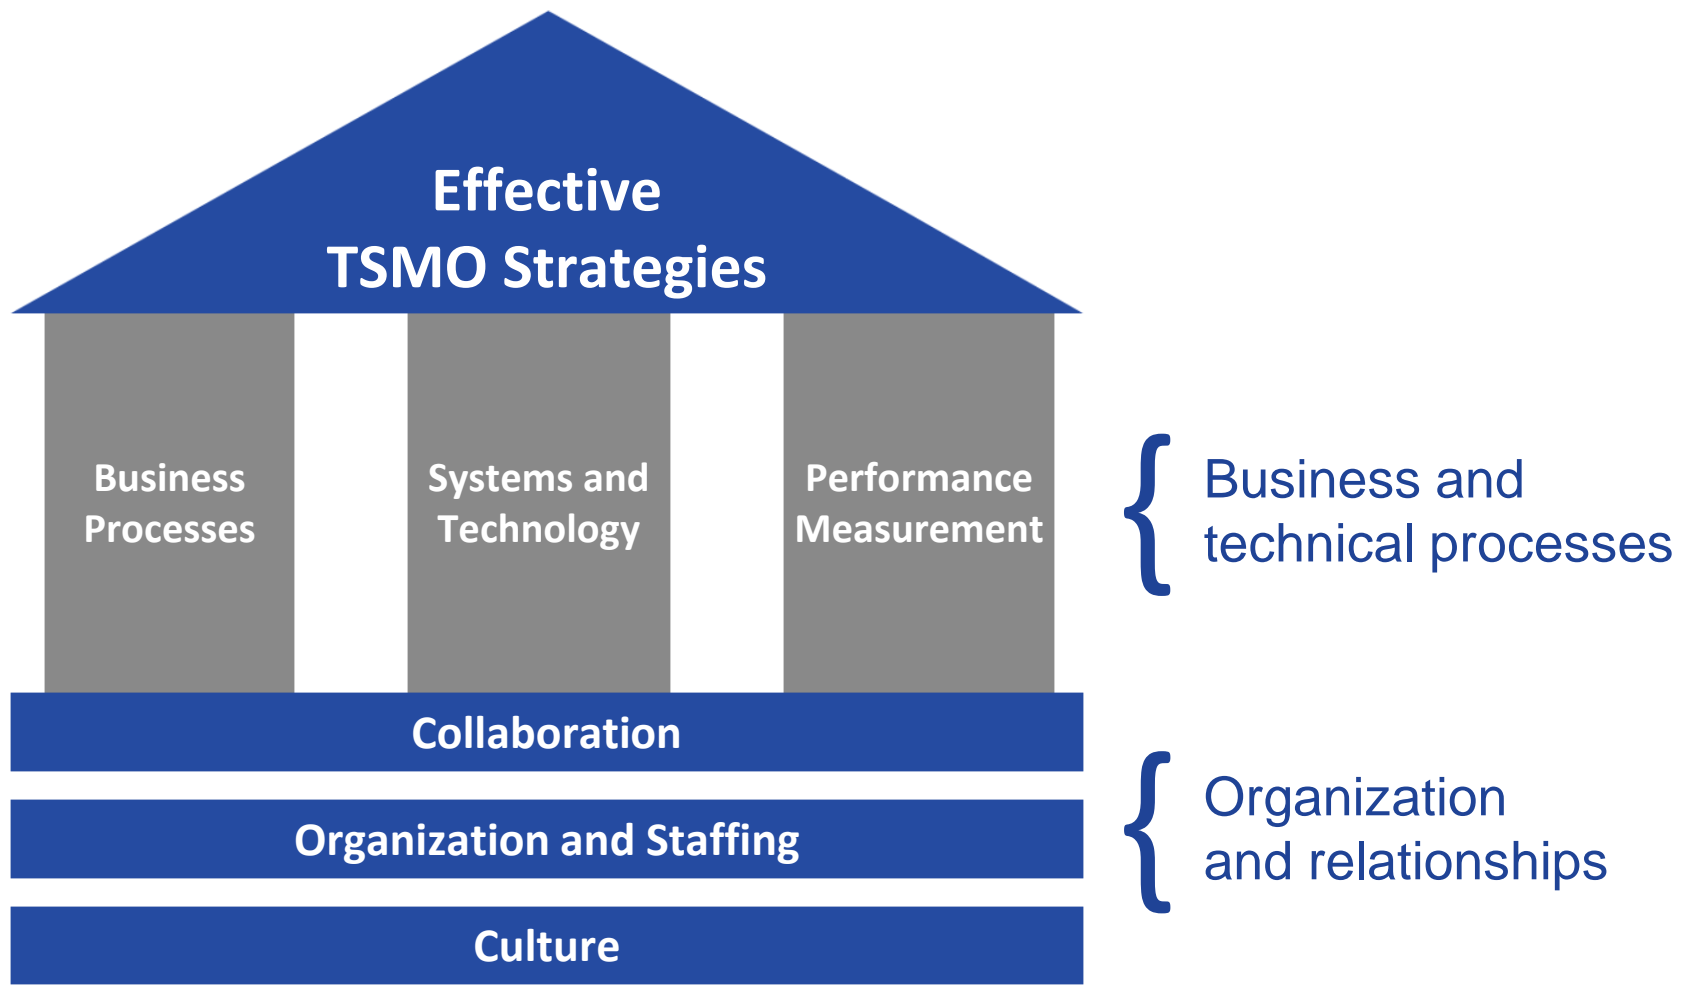 Effective
TSMO Strategies
Business
Processes
Systems and
Technology
Performance
Measurement
Business and
technical processes
Collaboration
Organization and Staffing
Culture
Organization
and relationships